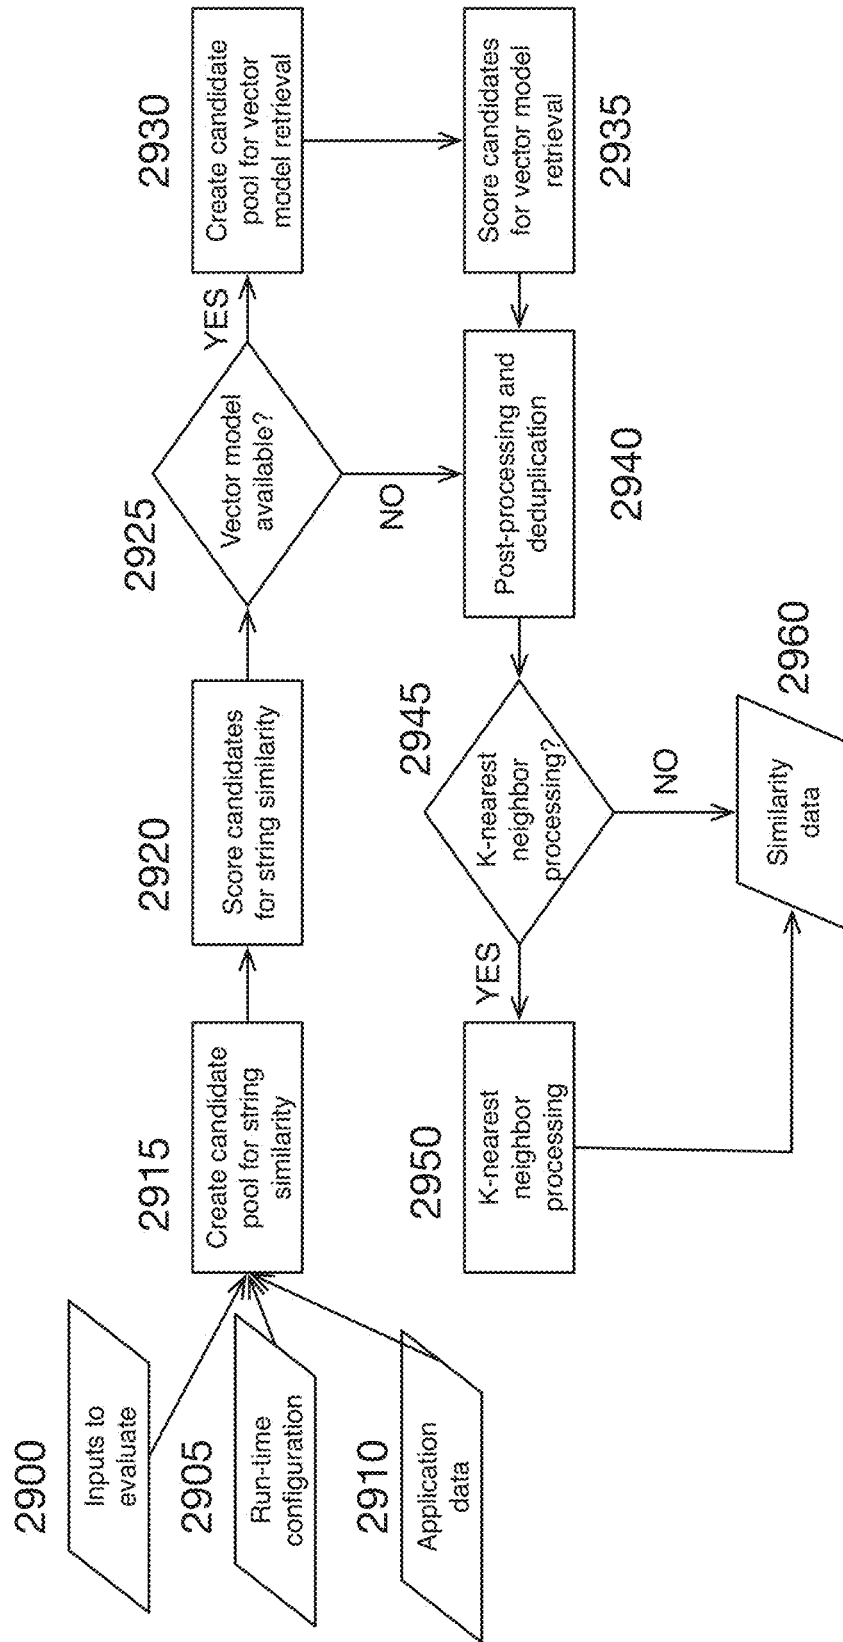 2900
Inputs to
evaluate
2905
Run-time
configuration
2910
Application
data
2915
Create candidate
pool for string
similarity
2920
Score candidates
for string similarity
2925
Vector model
available?
YES
NO
2930
Create candidate
pool for vector
model retrieval
2935
Score candidates
for vector model
retrieval
2940
Post-processing and
deduplication
2945
K-nearest
neighbor
processing?
YES
NO
2950
K-nearest
neighbor
processing
2960
Similarity
data